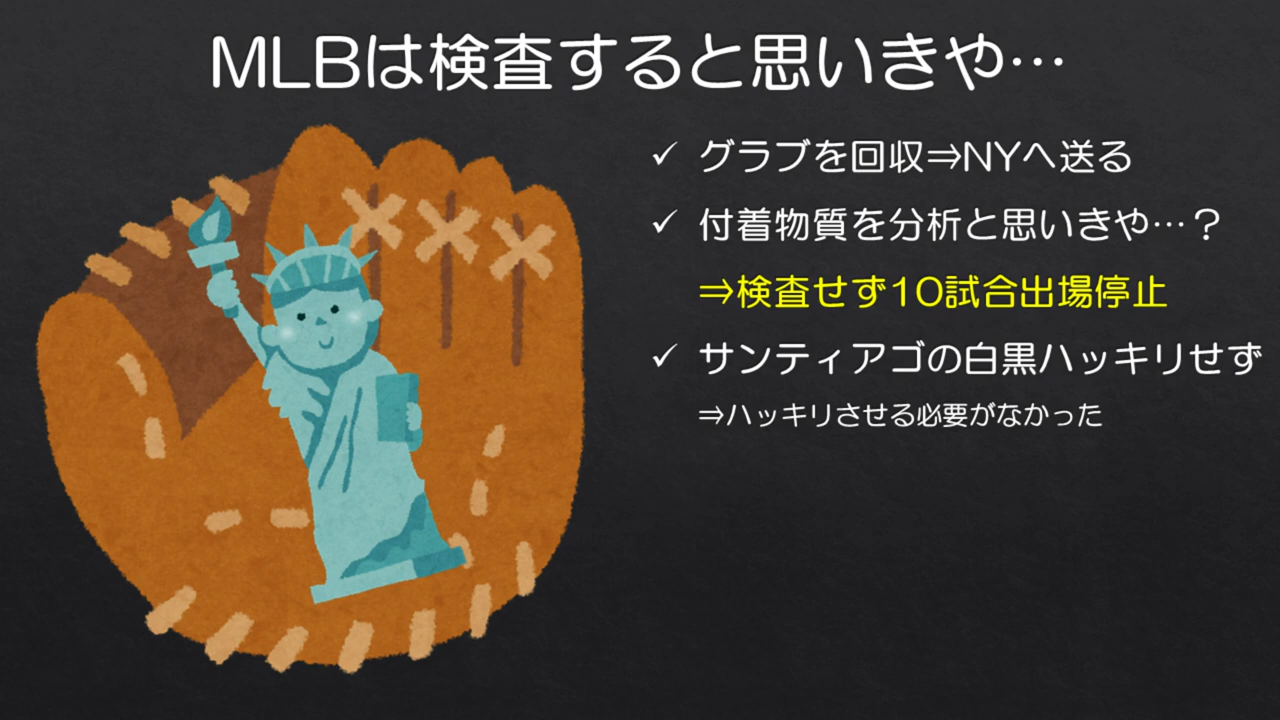 MLBは検査すると思いきや…
✓ グラブを回収⇒NYへ送る
✓ 付着物質を分析と思いきや…？
⇒検査せず10試合出場停止
✓ サンティアゴの白黒ハッキリせず
⇒ハッキリさせる必要がなかった